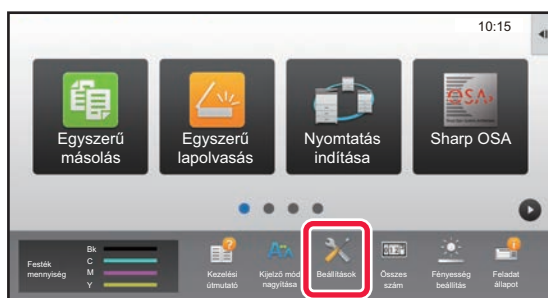 10:15
Egyszerű
másolás
Egyszerű
lapolvasás
Nyomtatás
indítása
OSA
Sharp OSA
Festék
mennyiség
Bk
C
M
Y
Kezelési
útmutató
Kijelző mód
nagyítása
Beállítások
Összes
szám
Fényesség
beállítás
Feladat
állapot